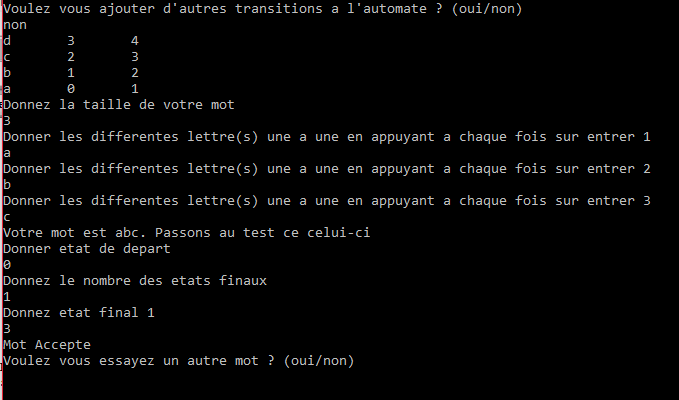 Voulez vous ajouter d'autres transitions a l'automate ? (oui/non)
non
d 3 4
c 2 3
b 1 2
a 0 1
Donnez la taille de votre mot
3
Donner les differentes lettre(s) une a une en appuyant a chaque fois sur entrer 1
a
Donner les differentes lettre(s) une a une en appuyant a chaque fois sur entrer 2
b
Donner les differentes lettre(s) une a une en appuyant a chaque fois sur entrer 3
c
Votre mot est abc. Passons au test ce celui-ci
Donner etat de depart
0
Donnez le nombre des etats finaux
1
Donnez etat final 1
3
Mot Accepte
Voulez vous essayez un autre mot ? (oui/non)